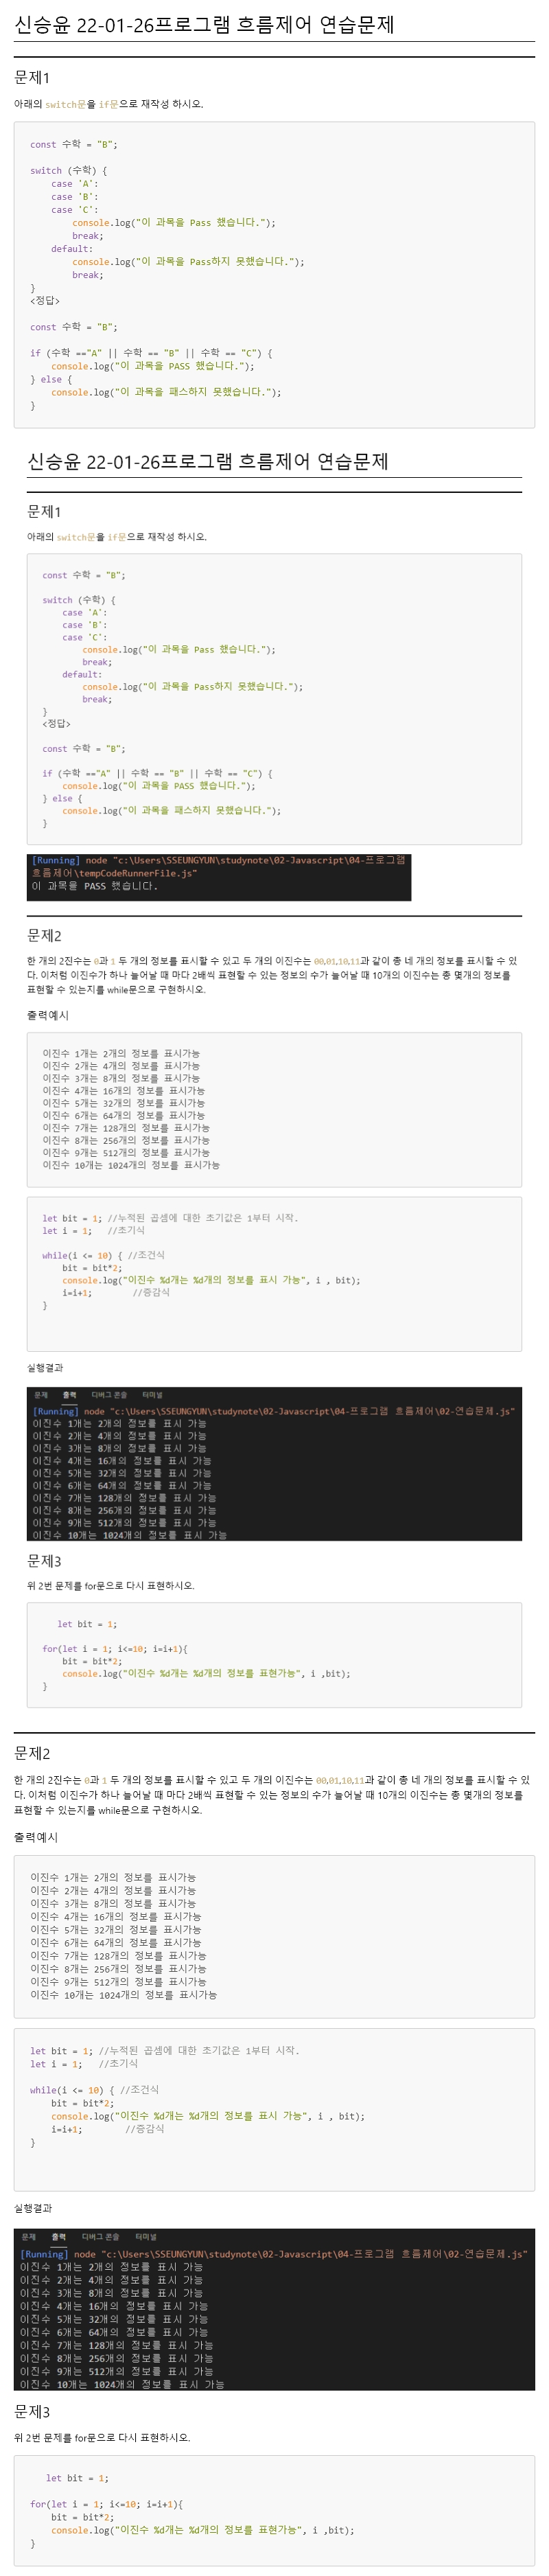 신승윤 22-01-26프로그램 흐름제어 연습문제
문제1
아래의 switch문을 if문으로 재작성 하시오.
const 수학 = "B";
switch (수학) {
    case 'A':
    case 'B':
    case 'C':
        console.log("이 과목을 Pass 했습니다.");
        break;
    default:
        console.log("이 과목을 Pass하지 못했습니다.");
        break;
}
<정답>
const 수학 = "B";
if (수학 =="A" || 수학 == "B" || 수학 == "C") {
    console.log("이 과목을 PASS 했습니다.");
} else {
    console.log("이 과목을 패스하지 못했습니다.");
}
신승윤 22-01-26프로그램 흐름제어 연습문제
문제1
아래의 switch문을 if문으로 재작성 하시오.
const 수학 = "B";
switch (수학) {
    case 'A':
    case 'B':
    case 'C':
        console.log("이 과목을 Pass 했습니다.");
        break;
    default:
        console.log("이 과목을 Pass하지 못했습니다.");
        break;
}
<정답>
const 수학 = "B";
if (수학 =="A" || 수학 == "B" || 수학 == "C") {
    console.log("이 과목을 PASS 했습니다.");
} else {
    console.log("이 과목을 패스하지 못했습니다.");
}
[Running] node "c:\Users\SSEUNGYUN\studynote\02-Javascript\04-프로그램
흐름제어\tempCodeRunnerFile.js"
이 과목을 PASS 했습니다.
문제2
한 개의 2진수는 0과 1 두 개의 정보를 표시할 수 있고 두 개의 이진수는 00,01,10,11과 같이 종 네 개의 정보를 표시할 수 있
다. 이처럼 이진수가 하나 늘어날 때 마다 2배씩 표현할 수 있는 정보의 수가 늘어날 때 10개의 이진수는 종 몇개의 정보를
표현할 수 있는지를 while문으로 구현하시오.
출력예시
이진수 1개는 2개의 정보를 표시가능
이진수 2개는 4개의 정보를 표시가능
이진수 3개는 8개의 정보를 표시가능
이진수 4개는 16개의 정보를 표시가능
이진수 5개는 32개의 정보를 표시가능
이진수 6개는 64개의 정보를 표시가능
이진수 7개는 128개의 정보를 표시가능
이진수 8개는 256개의 정보를 표시가능
이진수 9개는 512개의 정보를 표시가능
이진수 10개는 1024개의 정보를 표시가능
let bit = 1; //누적된 곱셈에 대한 초기값은 1부터 시작.
let i = 1;   //초기식
while(i <= 10) { //조건식
    bit = bit*2;
    console.log("이진수 %d개는 %d개의 정보를 표시 가능", i , bit);
    i=i+1;        //증감식
}
실행결과
문제 출력 디버그 콘솔 터미널
[Running] node "c:\Users\SSEUNGYUN\studynote\02-Javascript\04-프로그램 흐름제어\02-연습문제.js"
이진수 1개는 2개의 정보를 표시 가능
이진수 2개는 4개의 정보를 표시 가능
이진수 3개는 8개의 정보를 표시 가능
이진수 4개는 16개의 정보를 표시 가능
이진수 5개는 32개의 정보를 표시 가능
이진수 6개는 64개의 정보를 표시 가능
이진수 7개는 128개의 정보를 표시 가능
이진수 8개는 256개의 정보를 표시 가능
이진수 9개는 512개의 정보를 표시 가능
이진수 10개는 1024개의 정보를 표시 가능
문제3
위 2번 문제를 for문으로 다시 표현하시오.
   let bit = 1;
for(let i = 1; i<=10; i=i+1){
    bit = bit*2;
    console.log("이진수 %d개는 %d개의 정보를 표현가능", i ,bit);
}
문제2
한 개의 2진수는 0과 1 두 개의 정보를 표시할 수 있고 두 개의 이진수는 00,01,10,11과 같이 종 네 개의 정보를 표시할 수 있
다. 이처럼 이진수가 하나 늘어날 때 마다 2배씩 표현할 수 있는 정보의 수가 늘어날 때 10개의 이진수는 종 몇개의 정보를
표현할 수 있는지를 while문으로 구현하시오.
출력예시
이진수 1개는 2개의 정보를 표시가능
이진수 2개는 4개의 정보를 표시가능
이진수 3개는 8개의 정보를 표시가능
이진수 4개는 16개의 정보를 표시가능
이진수 5개는 32개의 정보를 표시가능
이진수 6개는 64개의 정보를 표시가능
이진수 7개는 128개의 정보를 표시가능
이진수 8개는 256개의 정보를 표시가능
이진수 9개는 512개의 정보를 표시가능
이진수 10개는 1024개의 정보를 표시가능
let bit = 1; //누적된 곱셈에 대한 초기값은 1부터 시작.
let i = 1;   //초기식
while(i <= 10) { //조건식
    bit = bit*2;
    console.log("이진수 %d개는 %d개의 정보를 표시 가능", i , bit);
    i=i+1;        //증감식
}
실행결과
문제 출력 디버그 콘솔 터미널
[Running] node "c:\Users\SSEUNGYUN\studynote\02-Javascript\04-프로그램 흐름제어\02-연습문제.js"
이진수 1개는 2개의 정보를 표시 가능
이진수 2개는 4개의 정보를 표시 가능
이진수 3개는 8개의 정보를 표시 가능
이진수 4개는 16개의 정보를 표시 가능
이진수 5개는 32개의 정보를 표시 가능
이진수 6개는 64개의 정보를 표시 가능
이진수 7개는 128개의 정보를 표시 가능
이진수 8개는 256개의 정보를 표시 가능
이진수 9개는 512개의 정보를 표시 가능
이진수 10개는 1024개의 정보를 표시 가능
문제3
위 2번 문제를 for문으로 다시 표현하시오.
   let bit = 1;
for(let i = 1; i<=10; i=i+1){
    bit = bit*2;
    console.log("이진수 %d개는 %d개의 정보를 표현가능", i ,bit);
}